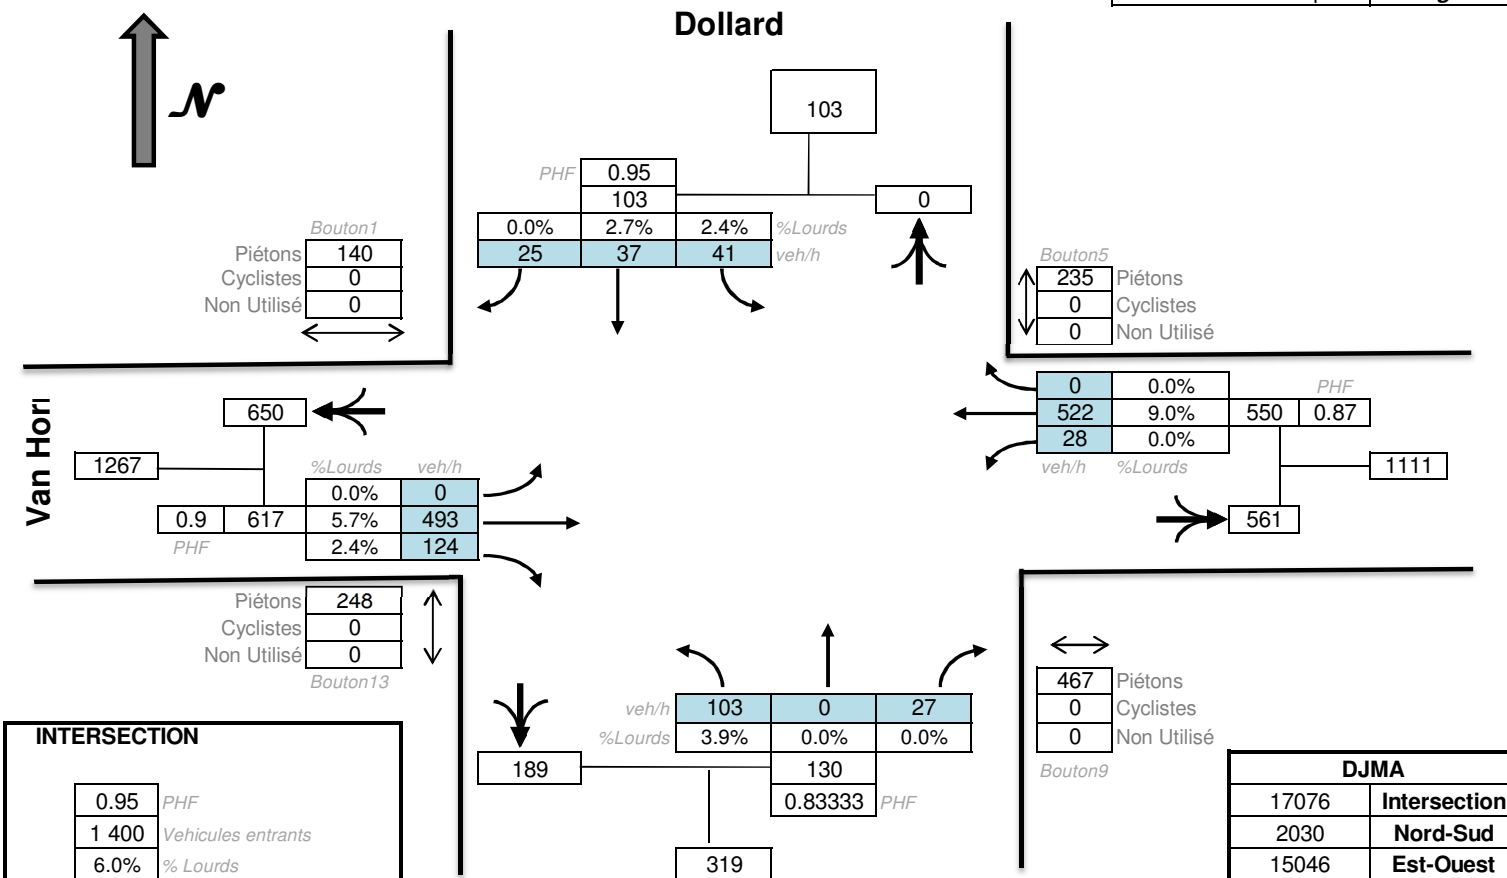 Dollard
N
103
PHF 0.95
103
0
0.0% 2.7% 2.4% %Lourds
25 37 41 veh/h
Bouton1
Piétons 140
Cyclistes 0
Non Utilisé 0
Bouton5
235 Piétons
0 Cyclistes
0 Non Utilisé
Van Hor
650
1267
%Lourds veh/h
0.0% 0
0.9 617 5.7% 493
PHF 2.4% 124
0 0.0% PHF
522 9.0% 550 0.87
28 0.0%
veh/h %Lourds
1111
561
Piétons 248
Cyclistes 0
Non Utilisé 0
Bouton13
veh/h 103 0 27
%Lourds 3.9% 0.0% 0.0%
189 130
0.83333 PHF
319
467 Piétons
0 Cyclistes
0 Non Utilisé
Bouton9
INTERSECTION
0.95 PHF
1 400 Vehicules entrants
6.0% % Lourds
DJMA
17076 Intersection
2030 Nord-Sud
15046 Est-Ouest